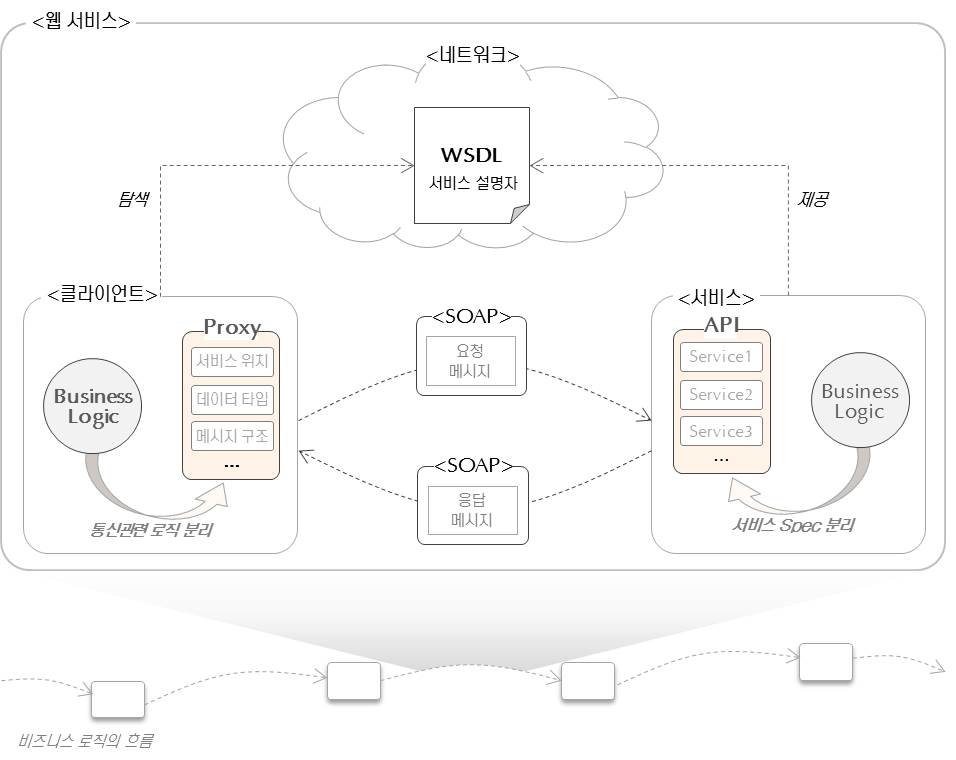 <웹 서비스>
<네트워크>
WSDL
서비스 설명자
탐색
제공
<클라이언트>
Proxy
서비스 위치
데이터 타입
메시지 구조
...
Business
Logic
통신관련 로직 분리
<SOAP>
요청
메시지
<SOAP>
응답
메시지
<서비스>
API
Service1
Service2
Service3
...
Business
Logic
서비스 Spec 분리
비즈니스 로직의 흐름